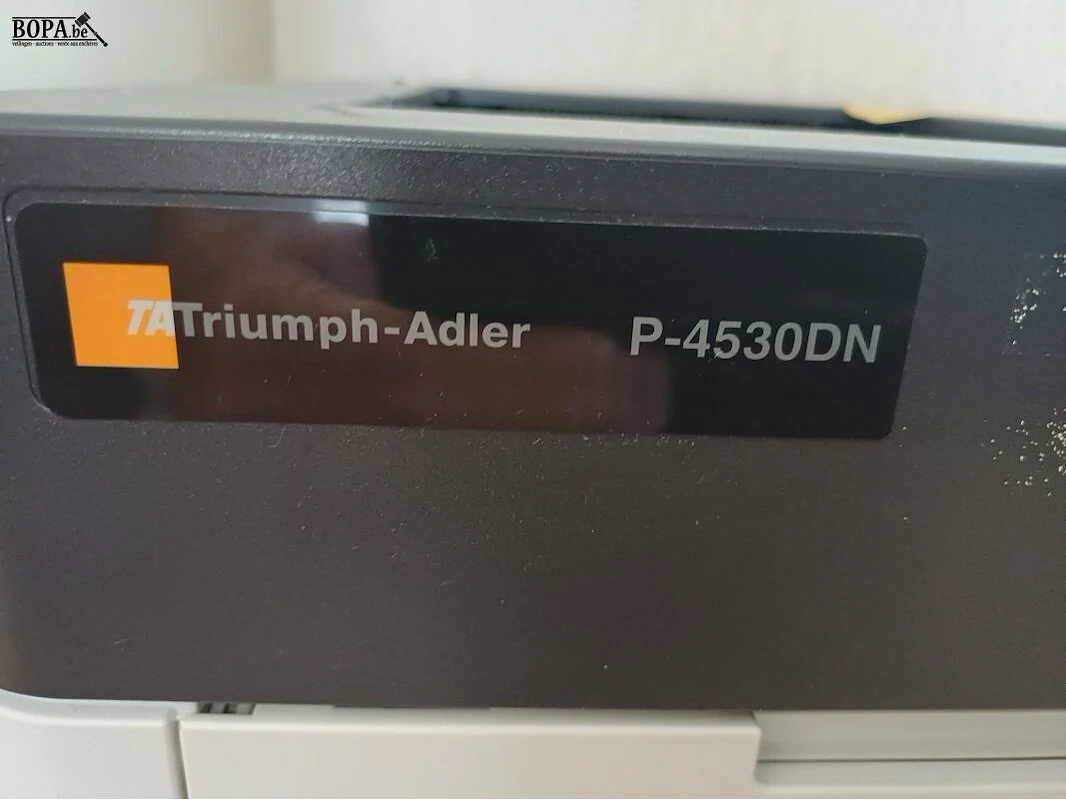 BOPA.be
veilingen - auctions - vente aux enchères
TA Triumph-Adler P-4530DN